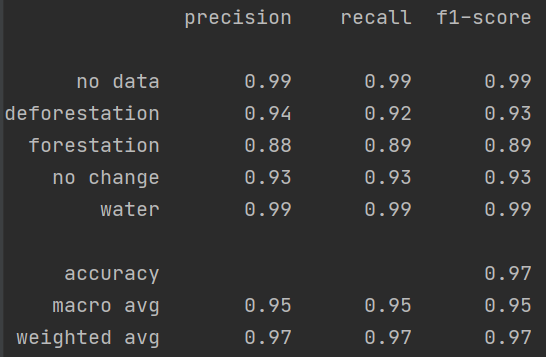 precision recall f1-score
no data 0.99 0.99 0.99
deforestation 0.94 0.92 0.93
forestation 0.88 0.89 0.89
no change 0.93 0.93 0.93
water 0.99 0.99 0.99
accuracy 0.97
macro avg 0.95 0.95 0.95
weighted avg 0.97 0.97 0.97